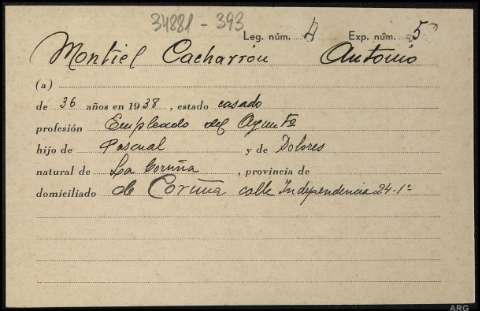 34881 - 393
Leg. núm. 4 Exp. núm. 5
Montiel Cacharrón Antonio
(a)
de 36 años en 1938, estado casado
profesión Empleado del Ayunto
hijo de Pascual y de Dolores
natural de La Coruña, provincia de
domiciliado de Coruña calle Independencia 24-1º
ARG